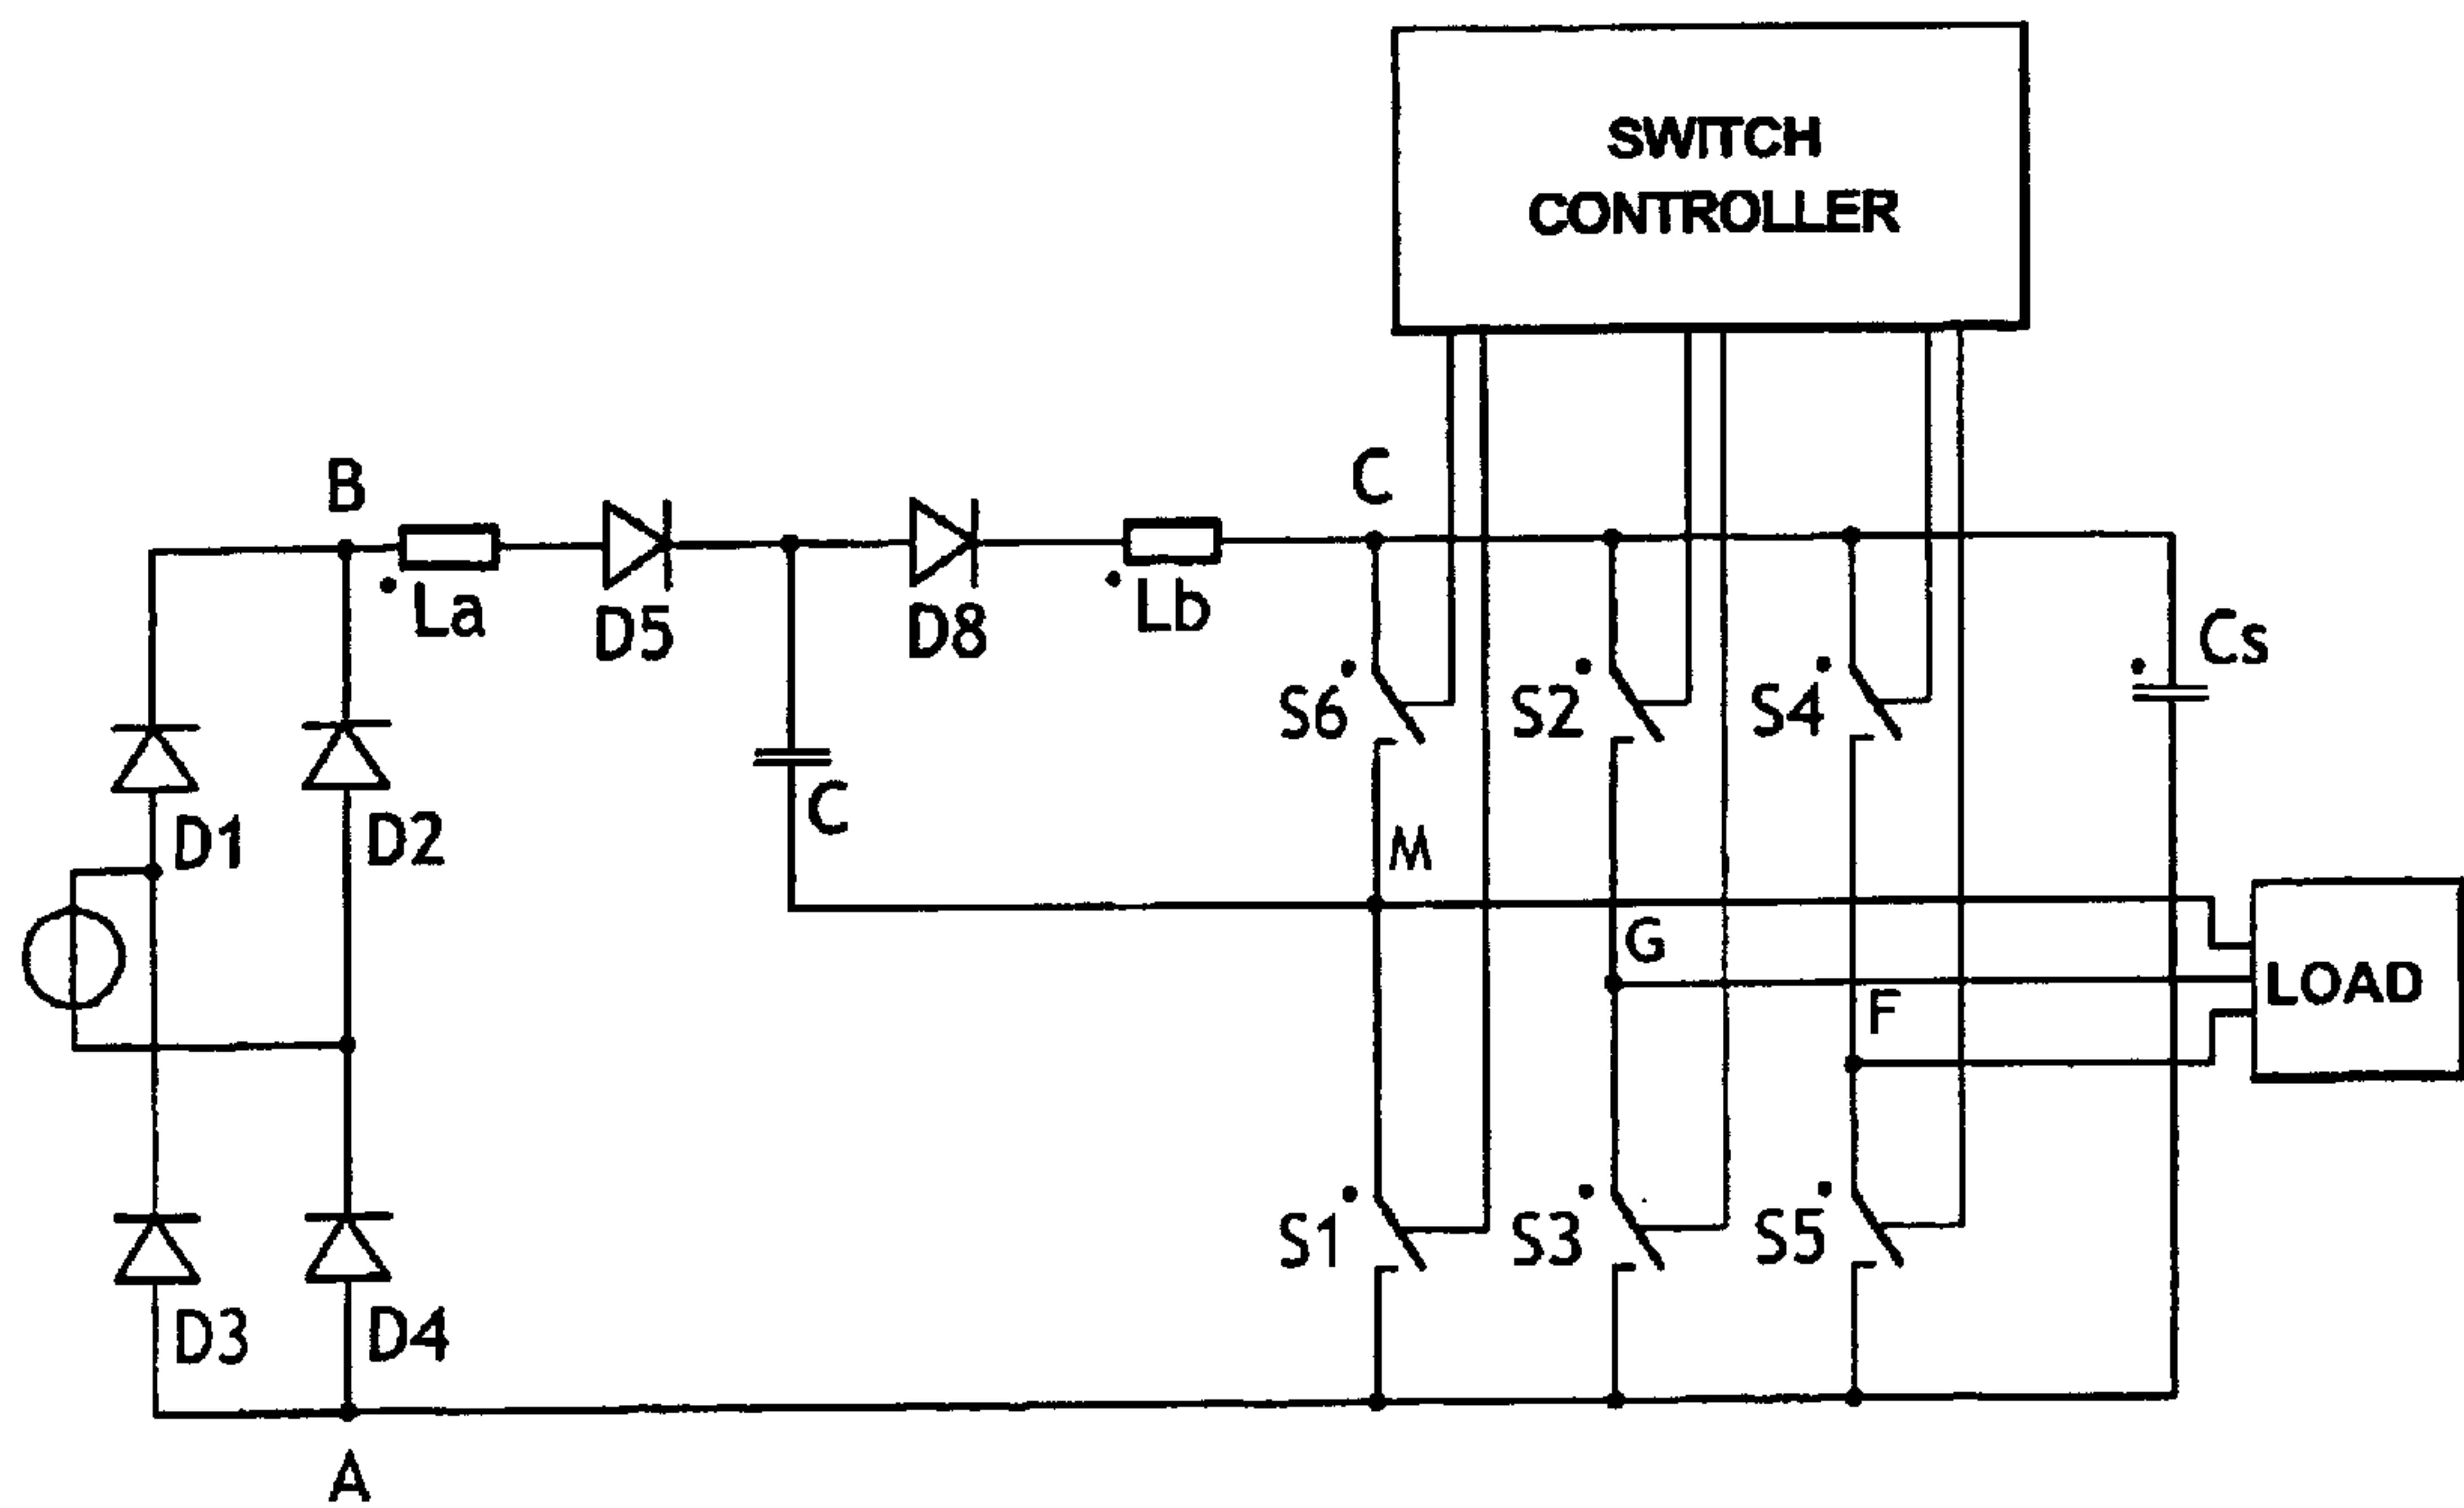 SWITCH
CONTROLLER
B
C
La
D5
D8
Lb
Cs
S6
S2
S4
C
M
D1
D2
G
LOAD
F
S1
S3
S5
D3
D4
A